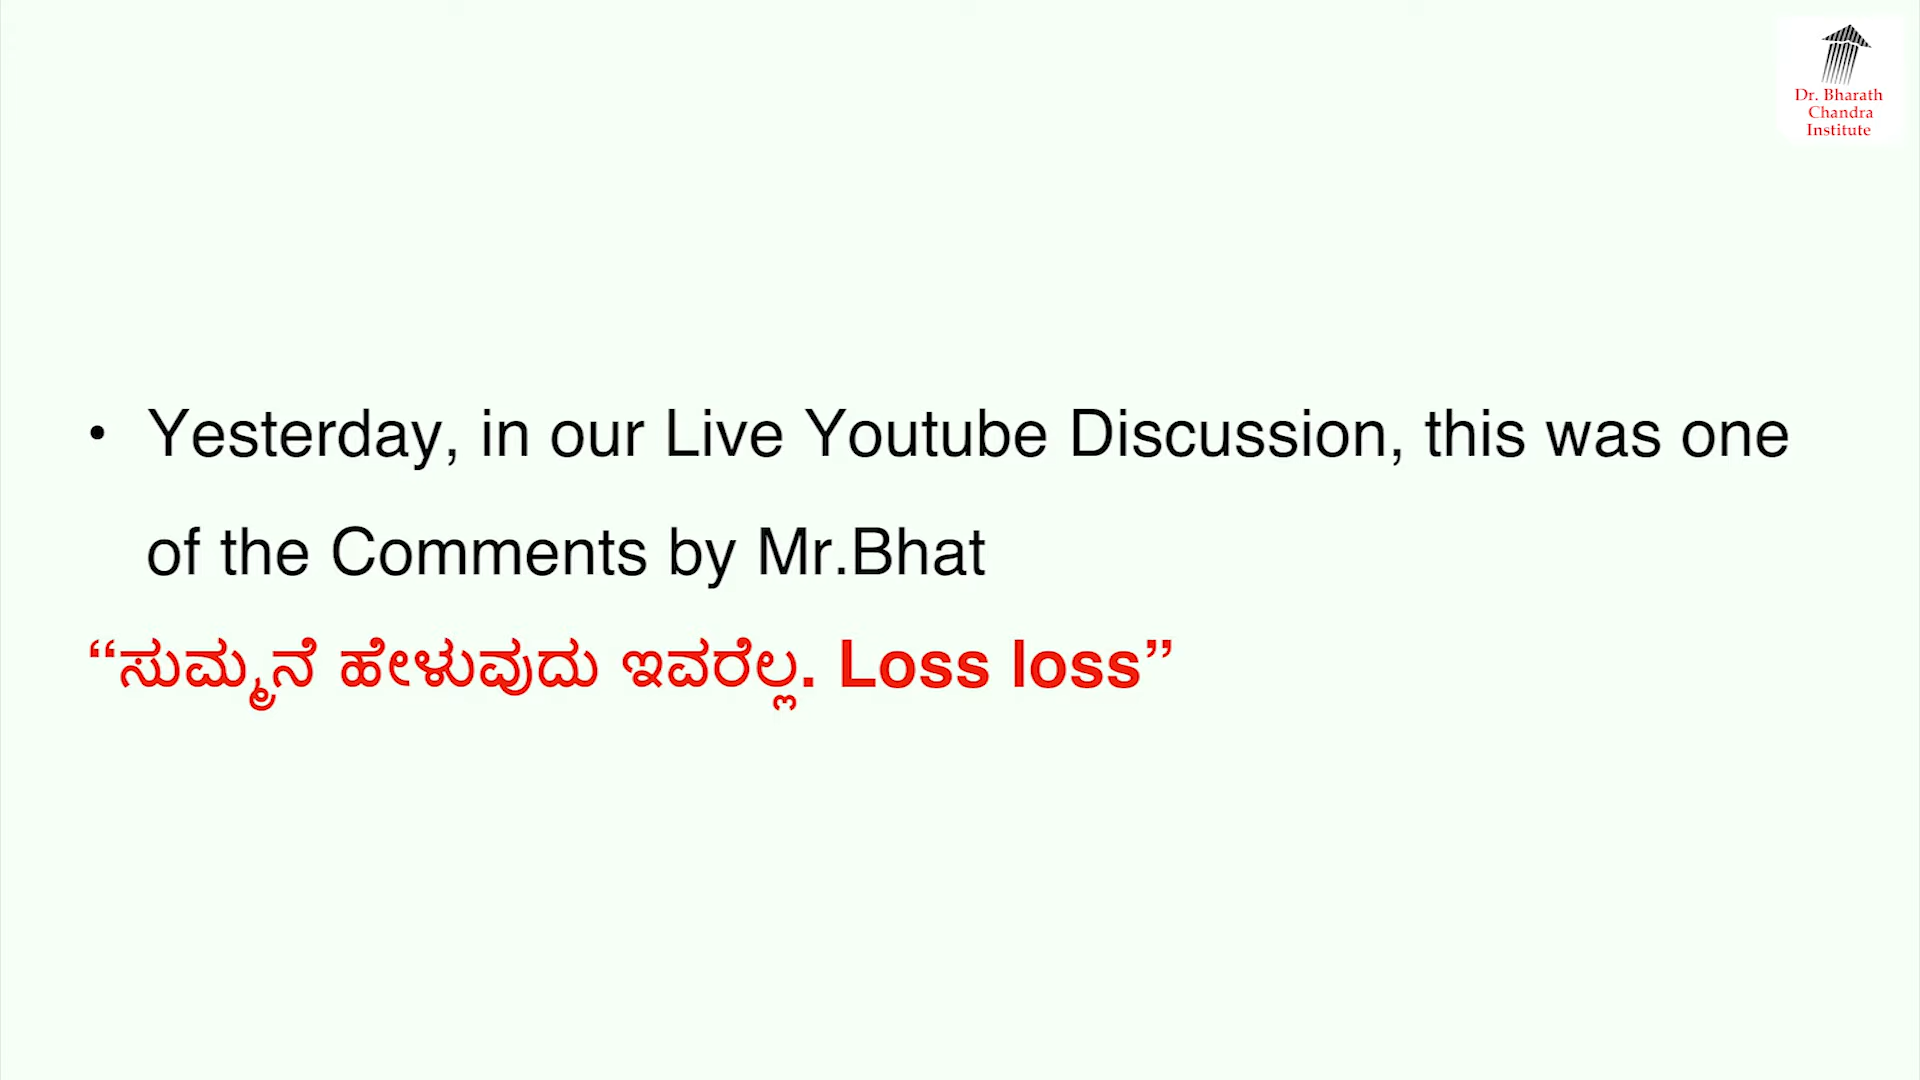 Dr. Bharath
Chandra
Institute
• Yesterday, in our Live Youtube Discussion, this was one
of the Comments by Mr.Bhat
“ಸುಮ್ಮನೆ ಹೇಳುವುದು ಇವರೆಲ್ಲ. Loss loss”